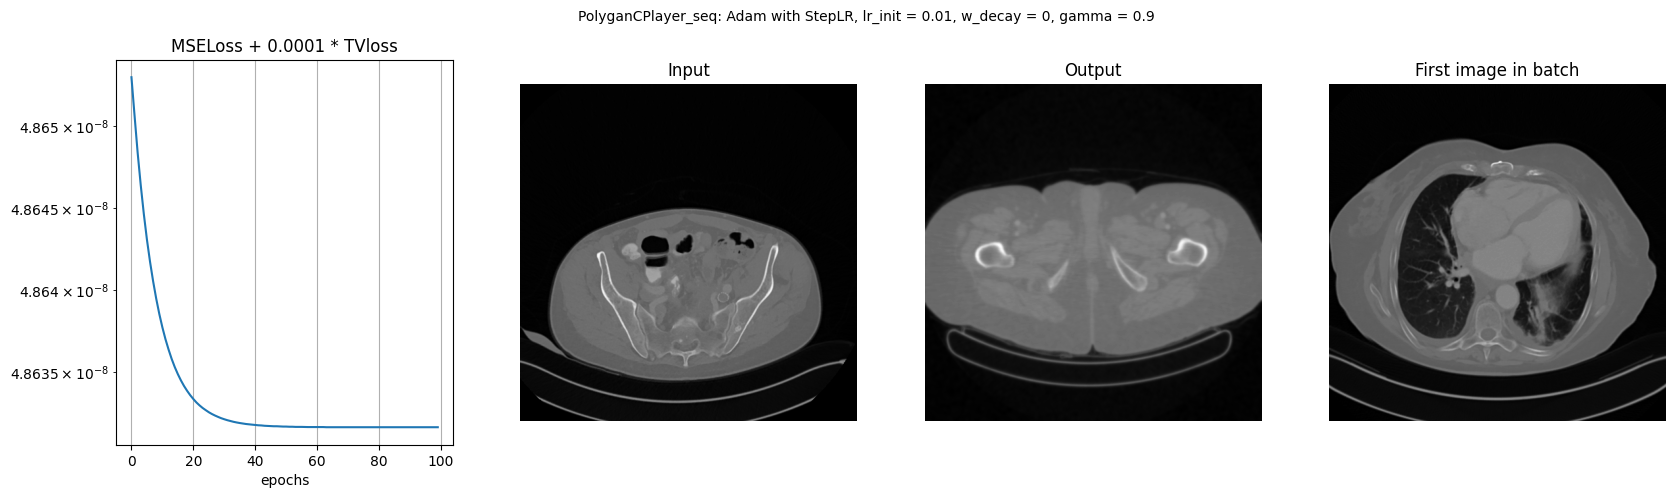 PolyganCPlayer_seq: Adam with StepLR, lr_init = 0.01, w_decay = 0, gamma = 0.9
MSELoss + 0.0001 * TVloss
4.865 × 10⁻⁸
4.8645 × 10⁻⁸
4.864 × 10⁻⁸
4.8635 × 10⁻⁸
0 20 40 60 80 100
epochs
Input
Output
First image in batch